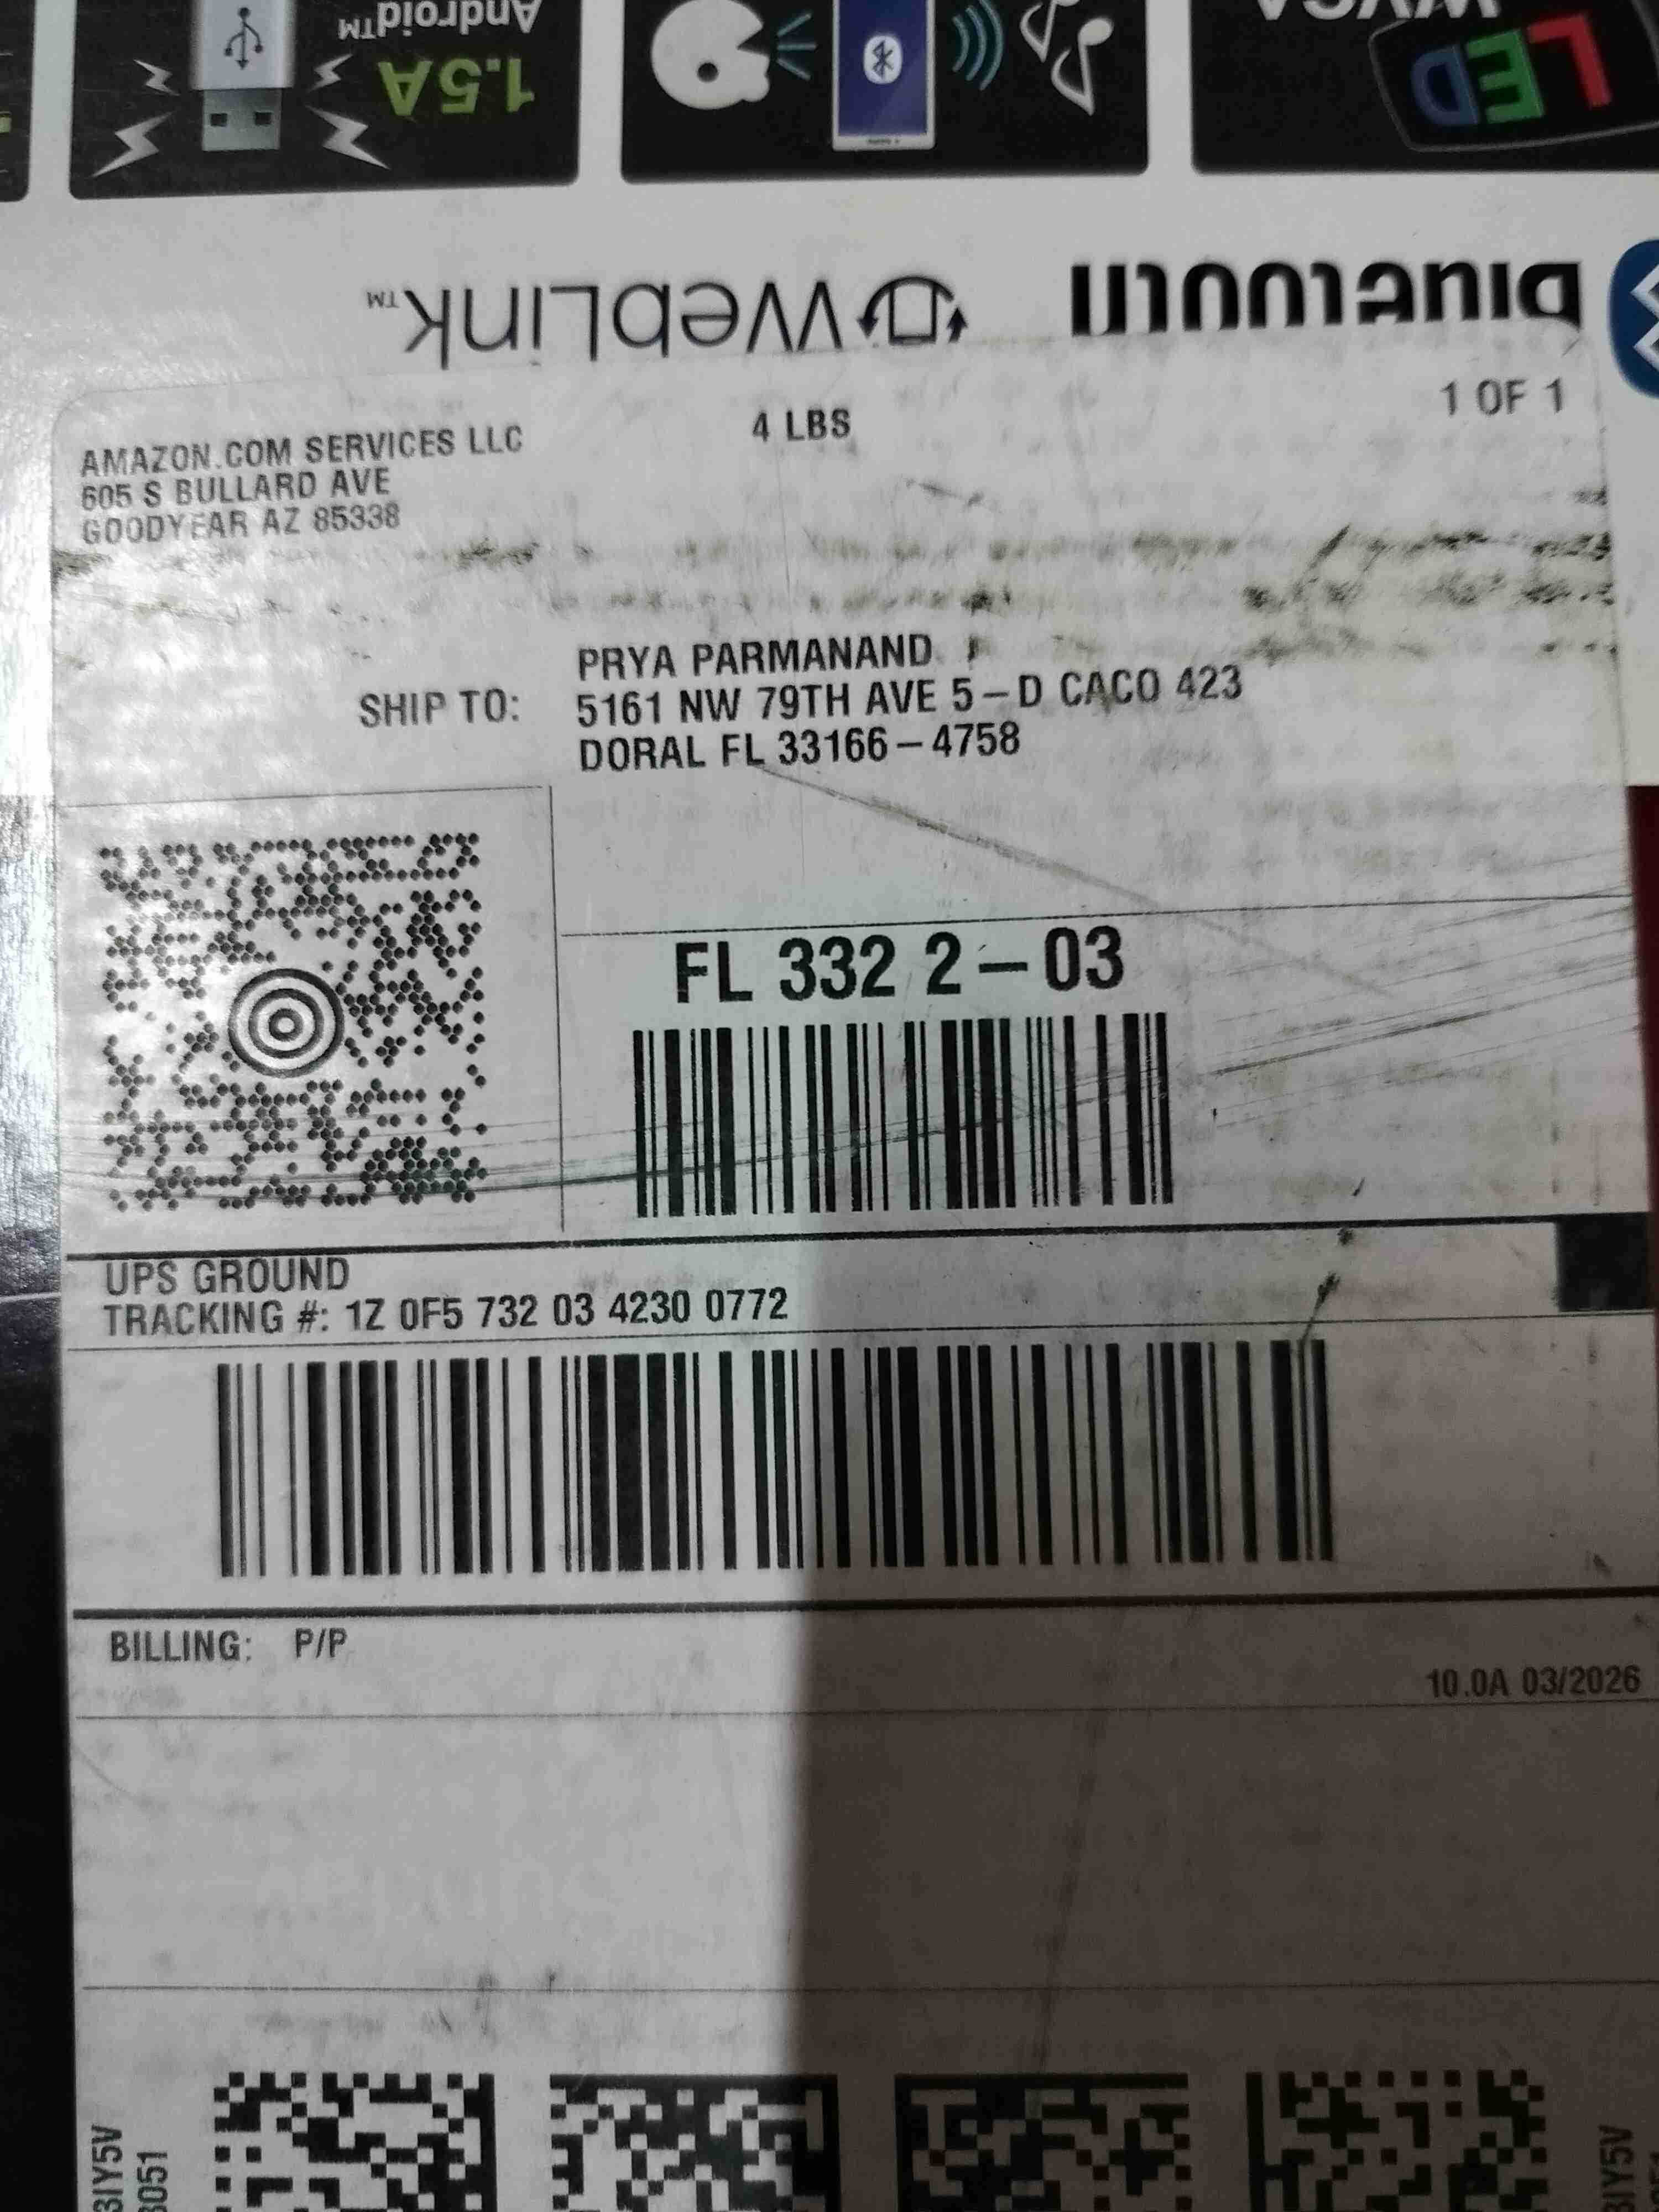 Android™
1.5A
LED
WebLink™
Bluetooth
1 OF 1
4 LBS
AMAZON.COM SERVICES LLC
605 S BULLARD AVE
GOODYEAR AZ 85338
SHIP TO:
PRYA PARMANAND
5161 NW 79TH AVE 5-D CACO 423
DORAL FL 33166-4758
FL 332 2-03
UPS GROUND
TRACKING #: 1Z 0F5 732 03 4230 0772
BILLING: P/P
10.0A 03/2026